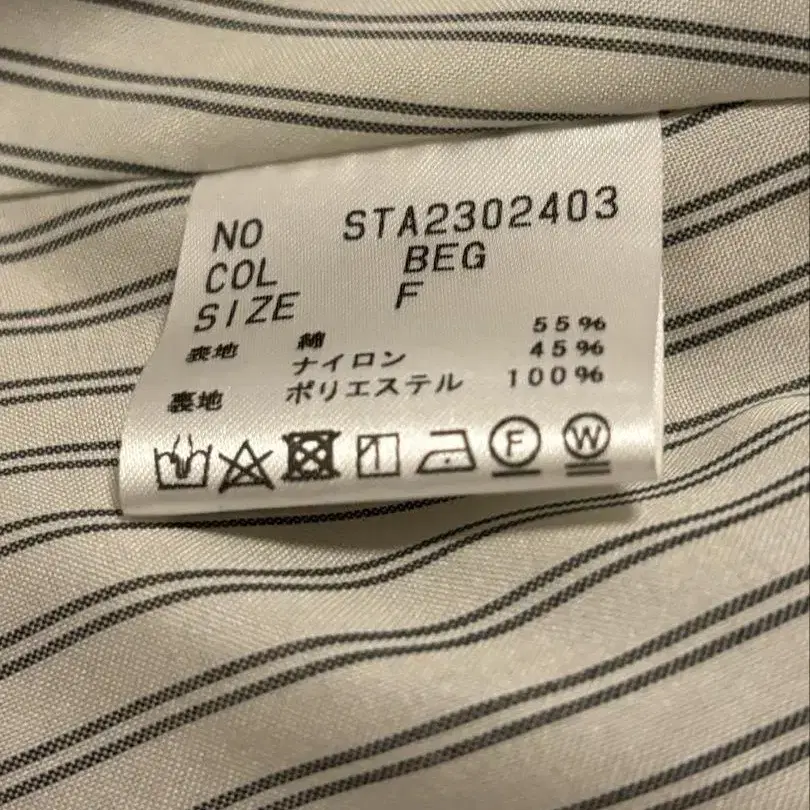 NO STA2302403
COL BEG
SIZE F
表地 綿 55%
ナイロン 45%
裏地 ポリエステル 100%
F W